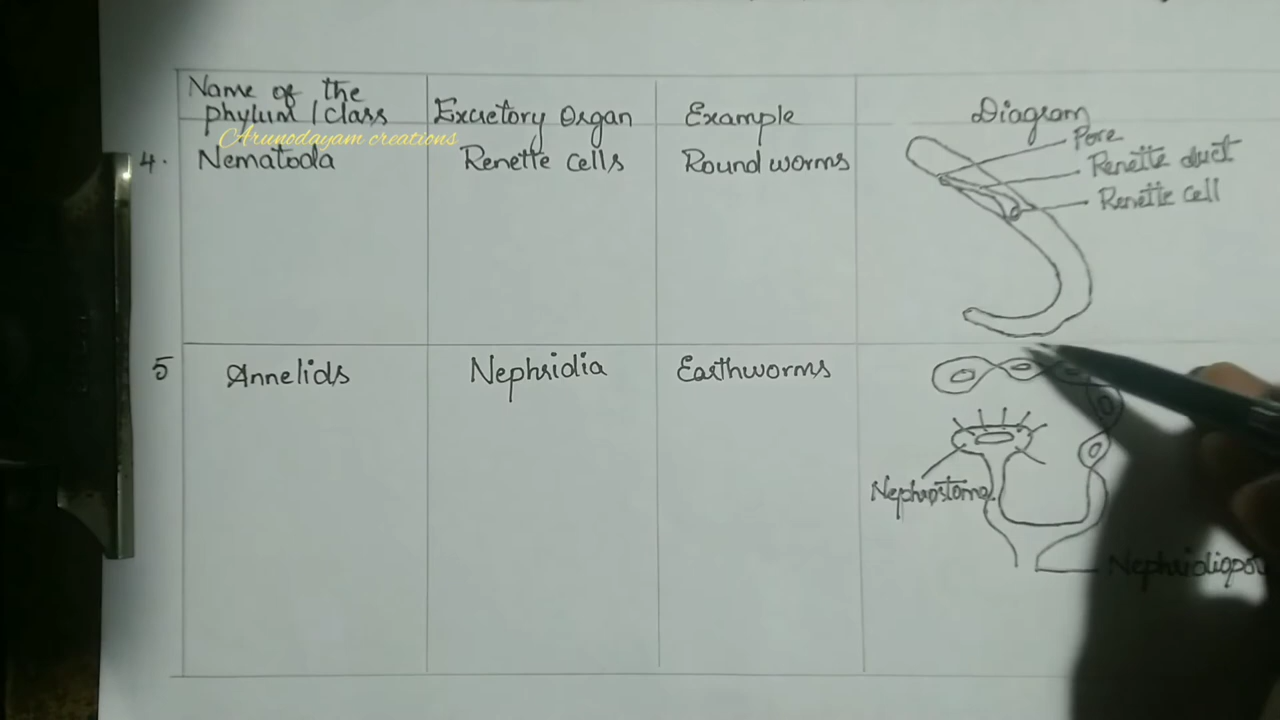 Name of the
phylum / class
Excretory Organ
Example
Diagram
Arunodayam creations
4.
Nematoda
Renette cells
Round worms
Pore
Renette duct
Renette cell
5
Annelids
Nephridia
Earthworms
Nephrostome
Nephridiopo